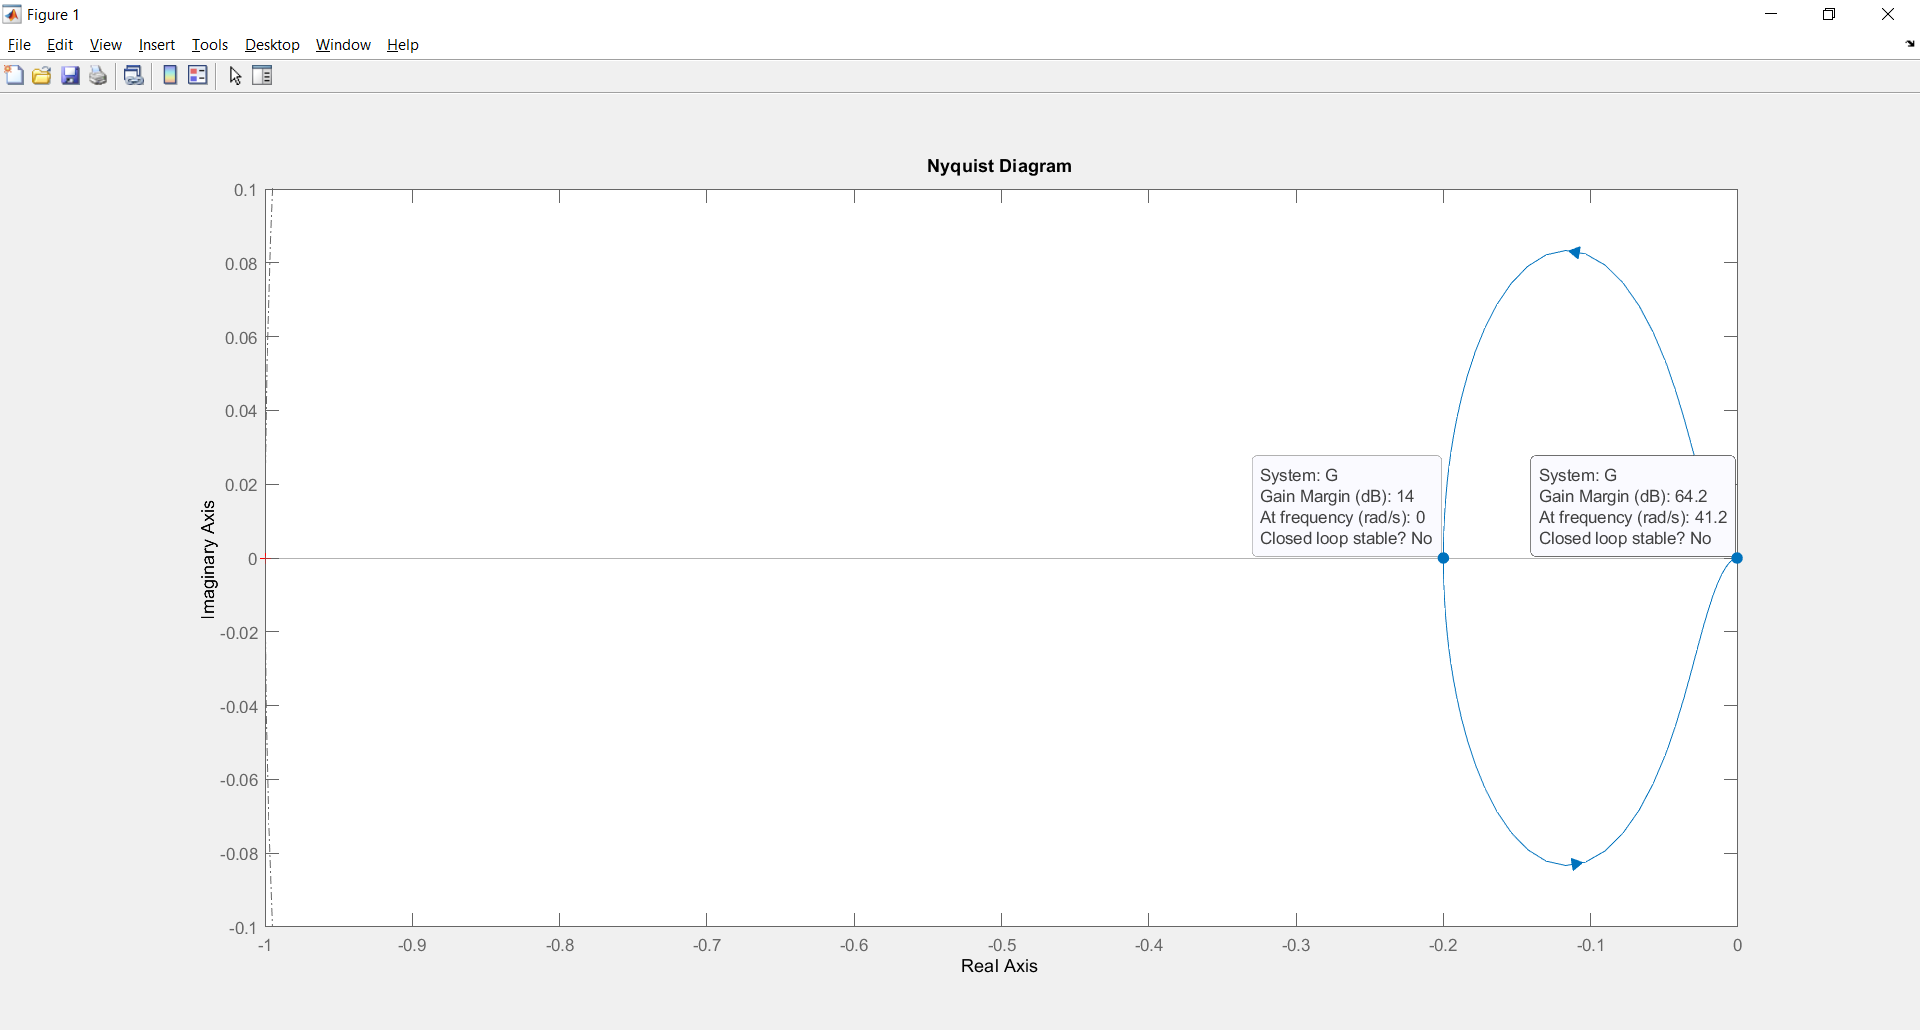 Figure 1
File Edit View Insert Tools Desktop Window Help
Nyquist Diagram
0.1
0.08
0.06
0.04
0.02
0
-0.02
-0.04
-0.06
-0.08
-0.1
Imaginary Axis
System: G
Gain Margin (dB): 14
At frequency (rad/s): 0
Closed loop stable? No
System: G
Gain Margin (dB): 64.2
At frequency (rad/s): 41.2
Closed loop stable? No
-1 -0.9 -0.8 -0.7 -0.6 -0.5 -0.4 -0.3 -0.2 -0.1 0
Real Axis